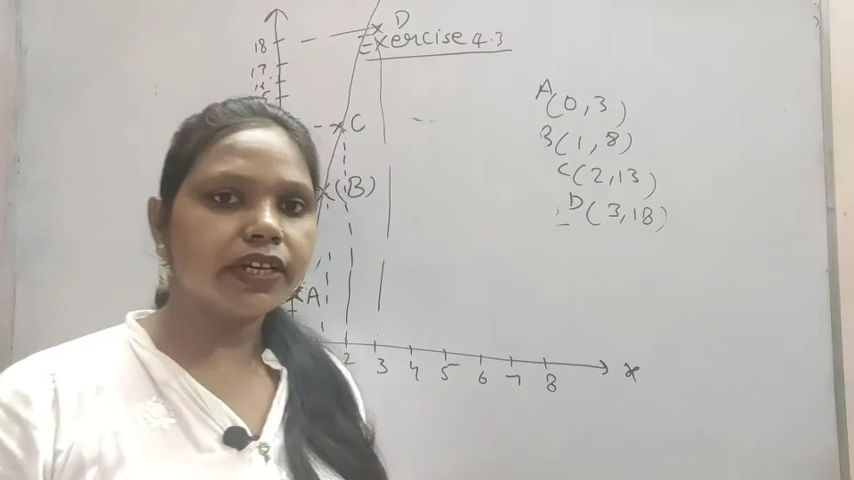 D
18
Exercise 4.3
17
16
A(0,3)
C
B(1,8)
C(2,13)
(B)
D(3,18)
A
2 3 4 5 6 7 8 x